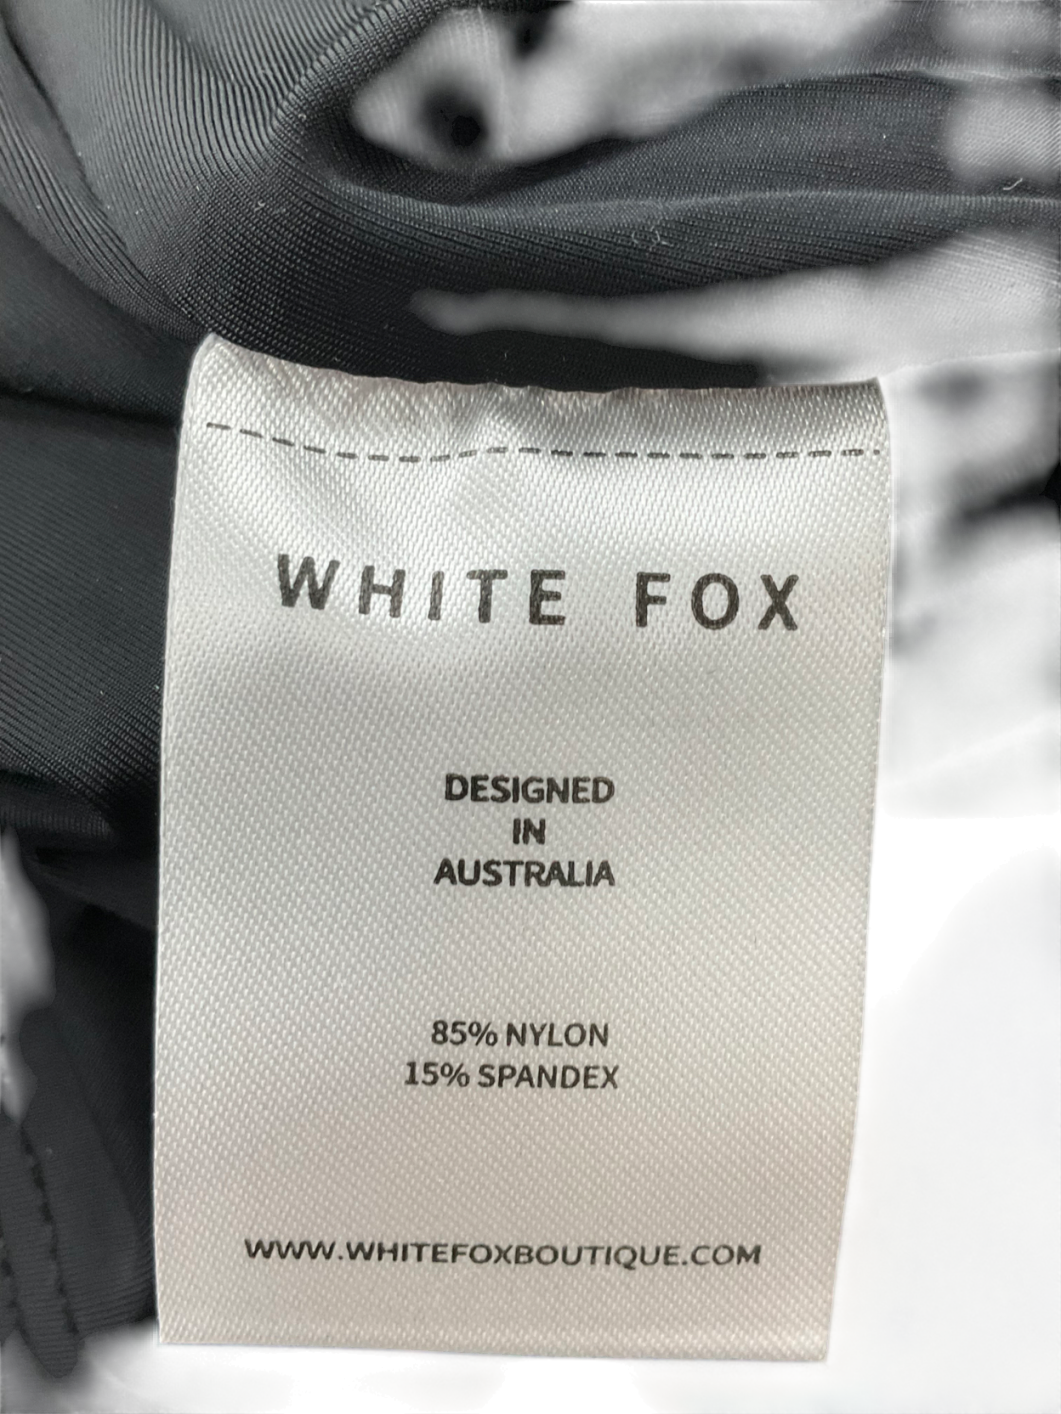 WHITE FOX
DESIGNED
IN
AUSTRALIA
85% NYLON
15% SPANDEX
WWW.WHITEFOXBOUTIQUE.COM